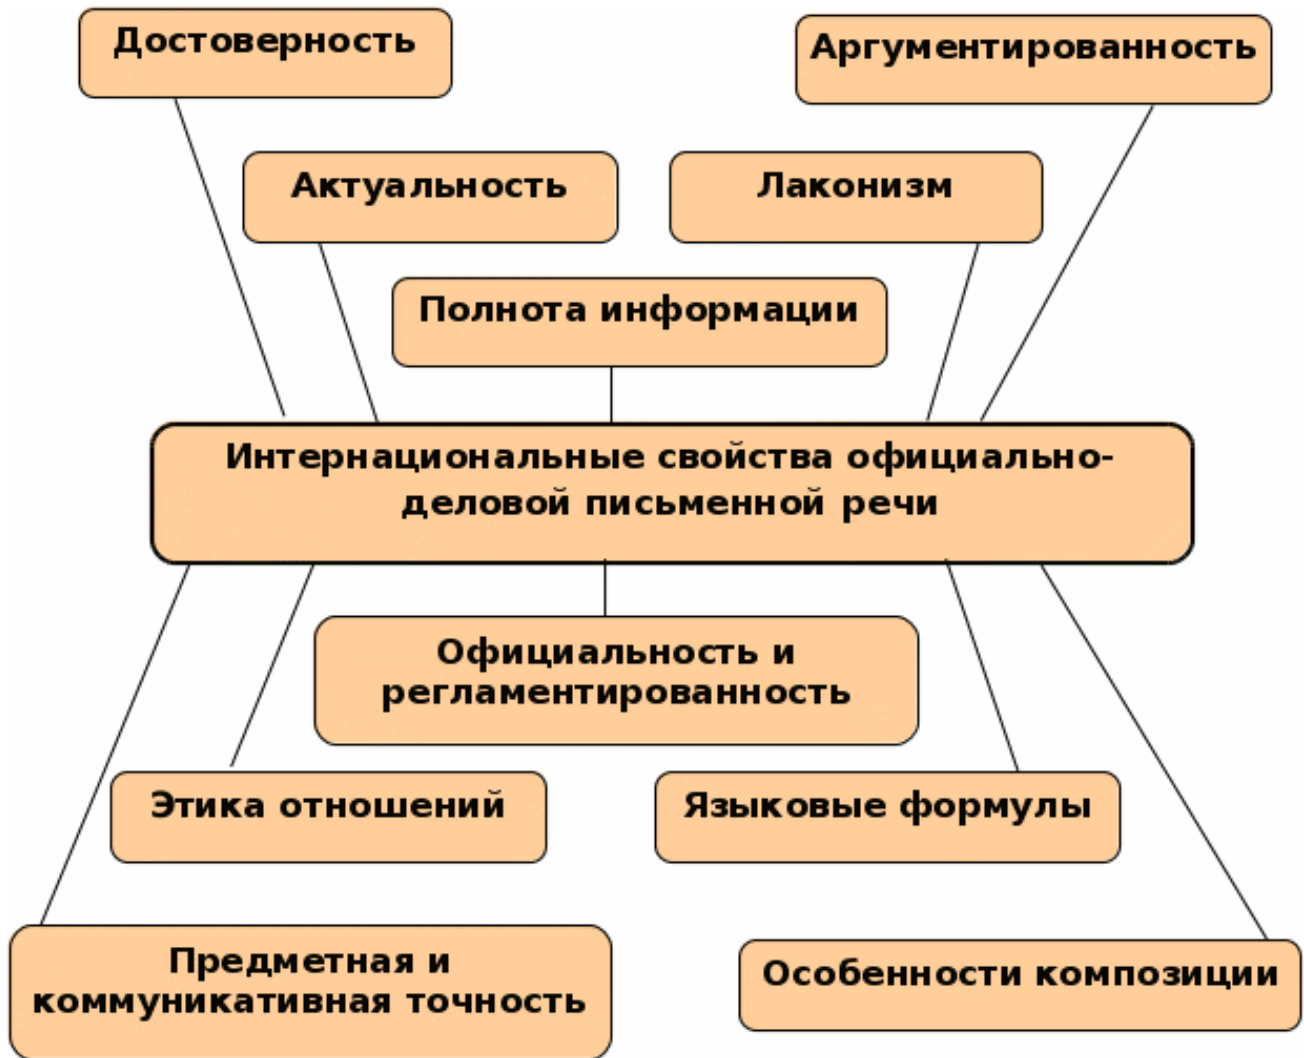 Достоверность
Аргументированность
Актуальность
Лаконизм
Полнота информации
Интернациональные свойства официально-
деловой письменной речи
Официальность и
регламентированность
Этика отношений
Языковые формулы
Предметная и
коммуникативная точность
Особенности композиции